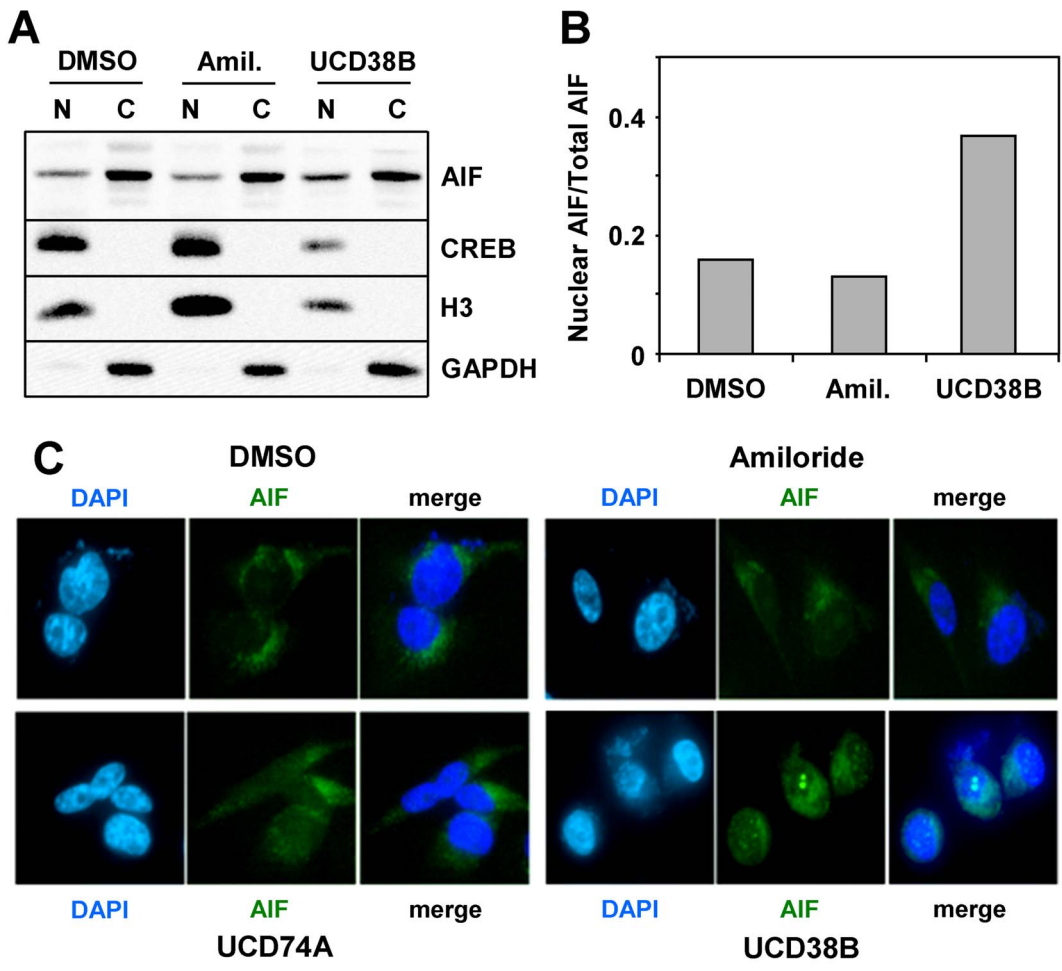 A
DMSO Amil. UCD38B
N C N C N C
AIF
CREB
H3
GAPDH
B
Nuclear AIF/Total AIF
0.4
0.2
0
DMSO Amil. UCD38B
C
DMSO Amiloride
DAPI AIF merge DAPI AIF merge
DAPI AIF merge DAPI AIF merge
UCD74A UCD38B